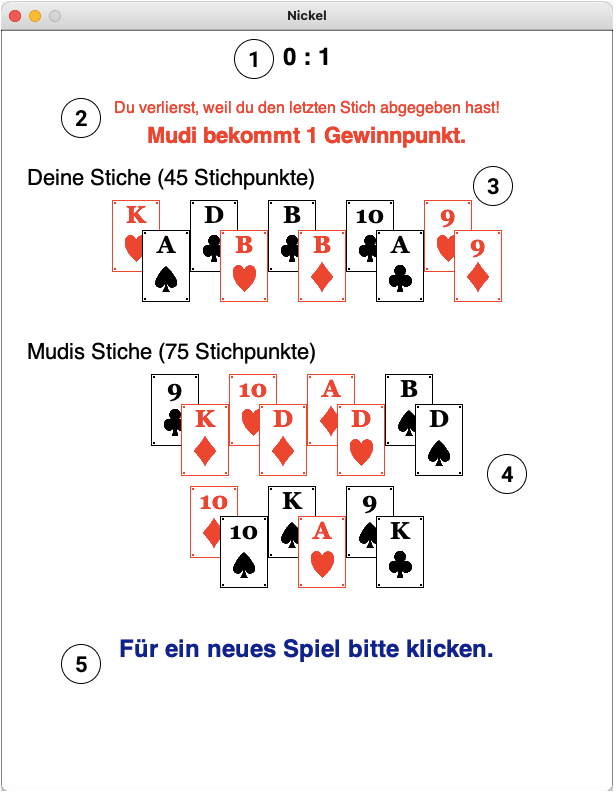 Nickel
1 0 : 1
2 Du verlierst, weil du den letzten Stich abgegeben hast!
Mudi bekommt 1 Gewinnpunkt.
Deine Stiche (45 Stichpunkte)
3
K D B 10 9
A B B A 9
Mudis Stiche (75 Stichpunkte)
9 10 A B
K D D D
4
10 K 9
10 A K
Für ein neues Spiel bitte klicken.
5